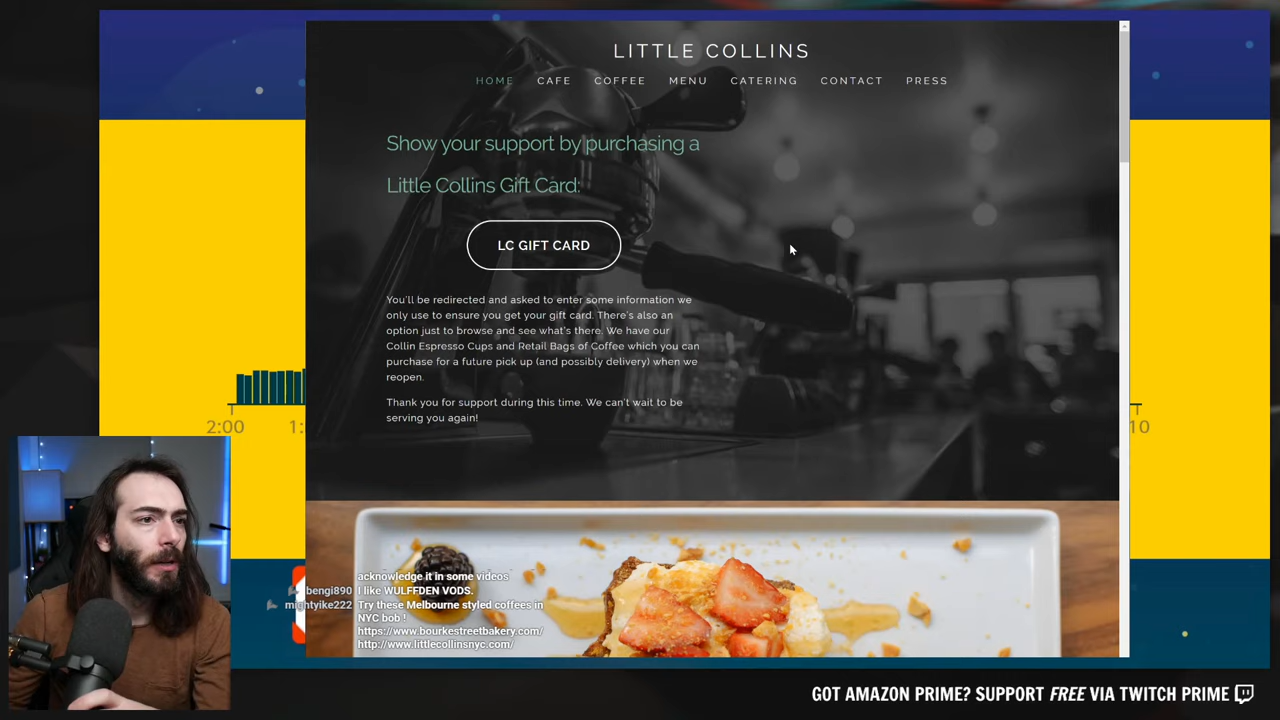 LITTLE COLLINS
HOME CAFE COFFEE MENU CATERING CONTACT PRESS
Show your support by purchasing a
Little Collins Gift Card:
LC GIFT CARD
You'll be redirected and asked to enter some information we
only use to ensure you get your gift card. There's also an
option just to browse and see what's there. We have our
Collin Espresso Cups and Retail Bags of Coffee which you can
purchase for a future pick up (and possibly delivery) when we
reopen.
Thank you for support during this time. We can't wait to be
serving you again!
2:00
10
acknowledge it in some videos
bengi890 I like WULFFDEN VODS.
mightyike222 Try these Melbourne styled coffees in
NYC bob !
https://www.bourkestreetbakery.com/
http://www.littlecollinsnyc.com/
GOT AMAZON PRIME? SUPPORT FREE VIA TWITCH PRIME